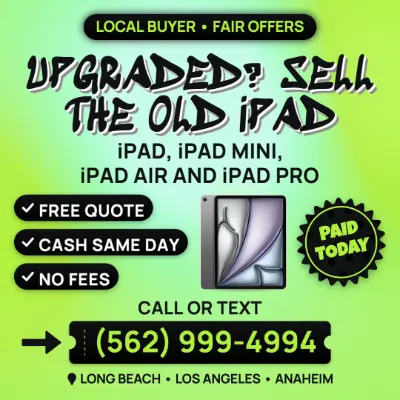 LOCAL BUYER • FAIR OFFERS
UPGRADED? SELL
THE OLD iPAD
iPAD, iPAD MINI,
iPAD AIR AND iPAD PRO
FREE QUOTE
CASH SAME DAY
NO FEES
PAID
TODAY
CALL OR TEXT
(562) 999-4994
LONG BEACH • LOS ANGELES • ANAHEIM